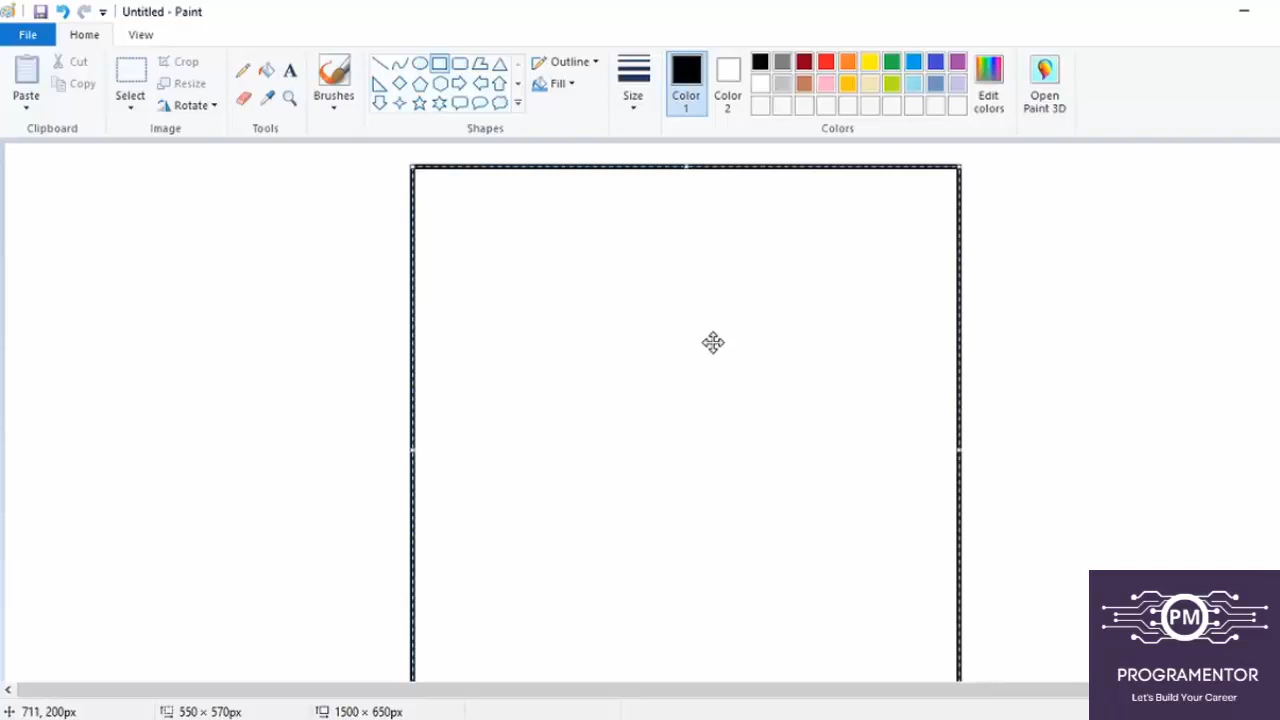 Untitled - Paint
File Home View
Paste
Cut
Copy
Clipboard
Select
Crop
Resize
Rotate
Image
A
Tools
Brushes
Outline
Fill
Shapes
Size
Color 1
Color 2
Edit colors
Colors
Open Paint 3D
PM
PROGRAMENTOR
Let's Build Your Career
711, 200px 550 × 570px 1500 × 650px